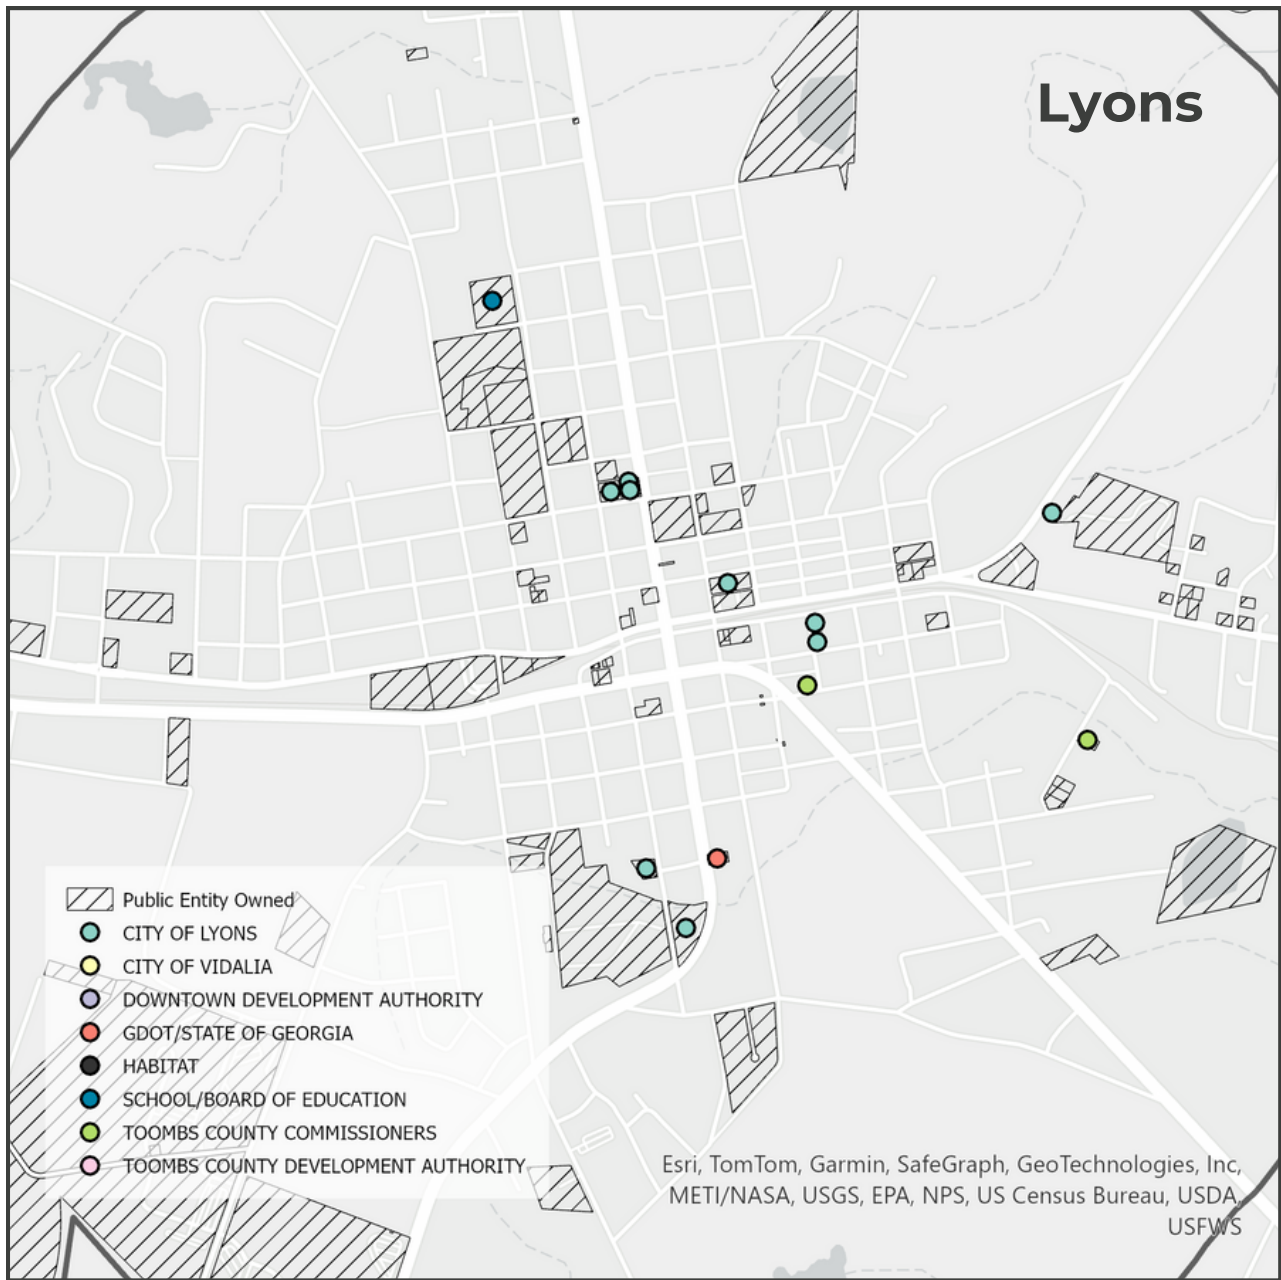 Lyons
Public Entity Owned
CITY OF LYONS
CITY OF VIDALIA
DOWNTOWN DEVELOPMENT AUTHORITY
GDOT/STATE OF GEORGIA
HABITAT
SCHOOL/BOARD OF EDUCATION
TOOMBS COUNTY COMMISSIONERS
TOOMBS COUNTY DEVELOPMENT AUTHORITY
Esri, TomTom, Garmin, SafeGraph, GeoTechnologies, Inc,
METI/NASA, USGS, EPA, NPS, US Census Bureau, USDA,
USFWS